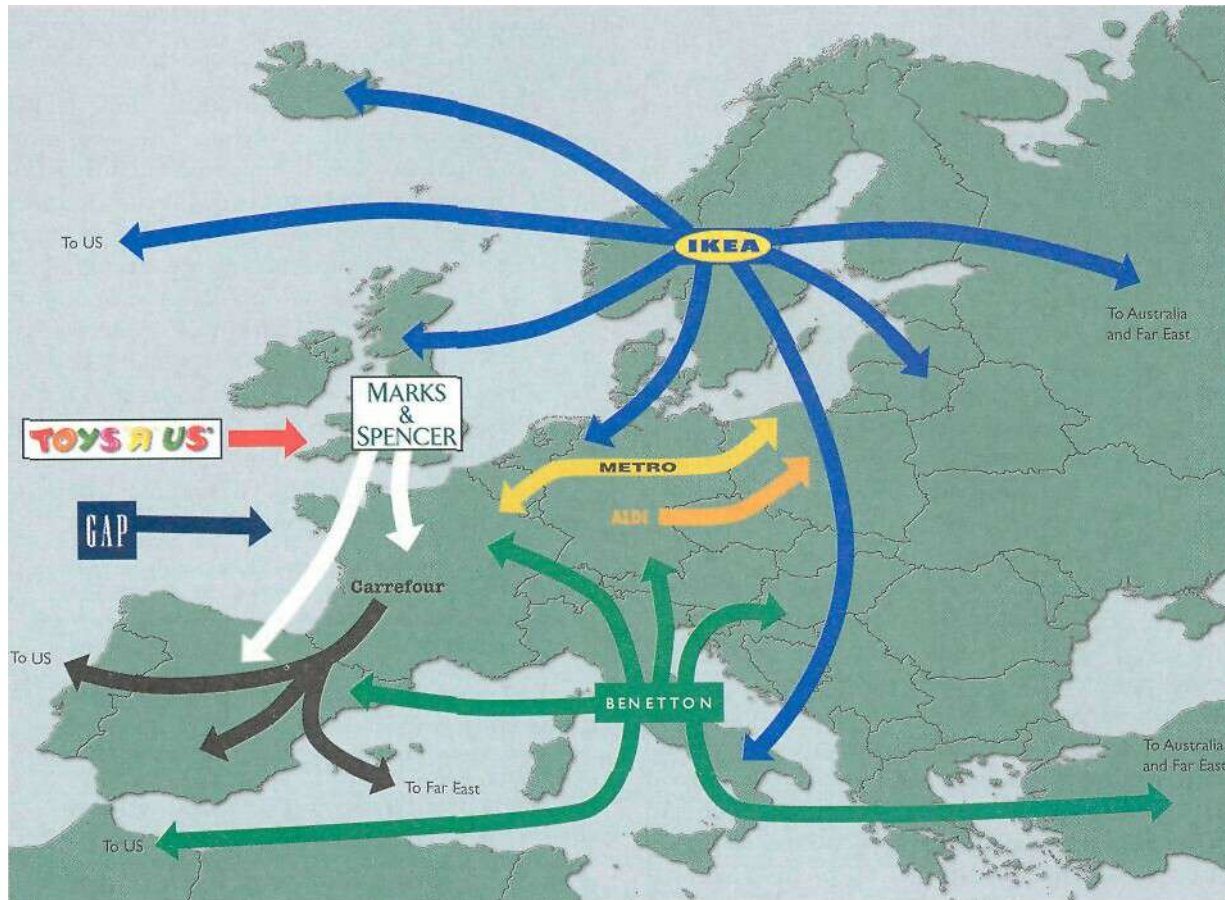 To US
IKEA
To Australia
and Far East
MARKS
&
SPENCER
TOYS R US
METRO
ALDI
GAP
Carrefour
To US
BENETTON
To Australia
and Far East
To Far East
To US